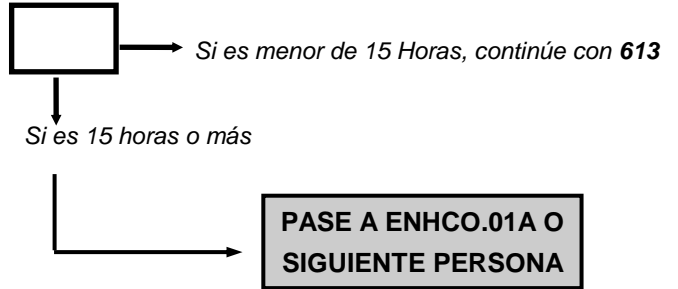 Si es menor de 15 Horas, continúe con 613
Si es 15 horas o más
PASE A ENHCO.01A O
SIGUIENTE PERSONA